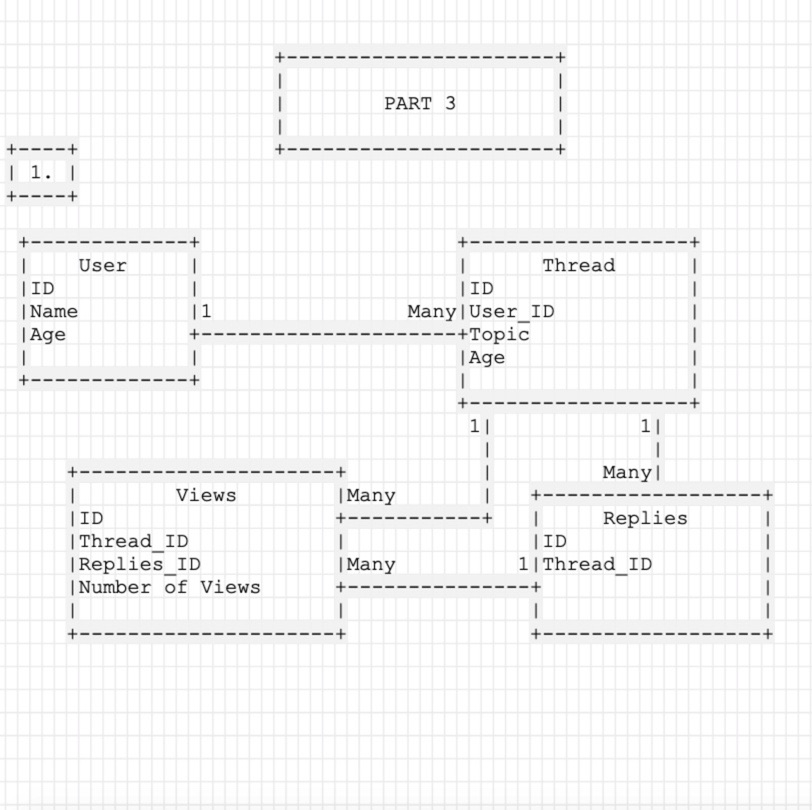 PART 3
1.
User
ID
Name
Age
1
Many
Thread
ID
User_ID
Topic
Age
1
1
Many
Views
ID
Thread_ID
Replies_ID
Number of Views
Many
Many
1
Replies
ID
Thread_ID